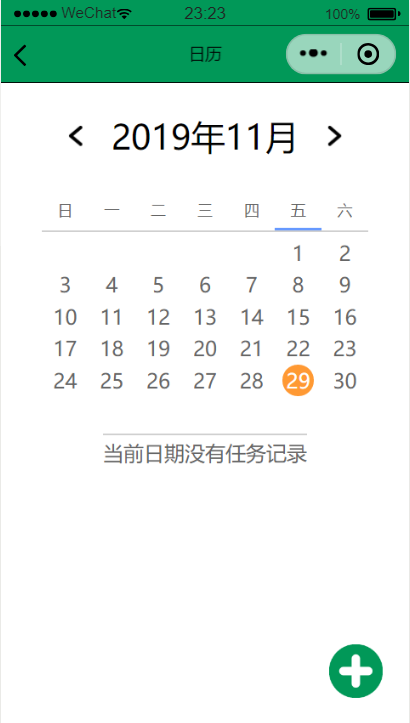 WeChat 23:23 100%
日历
2019年11月
日 一 二 三 四 五 六
1 2
3 4 5 6 7 8 9
10 11 12 13 14 15 16
17 18 19 20 21 22 23
24 25 26 27 28 29 30
当前日期没有任务记录